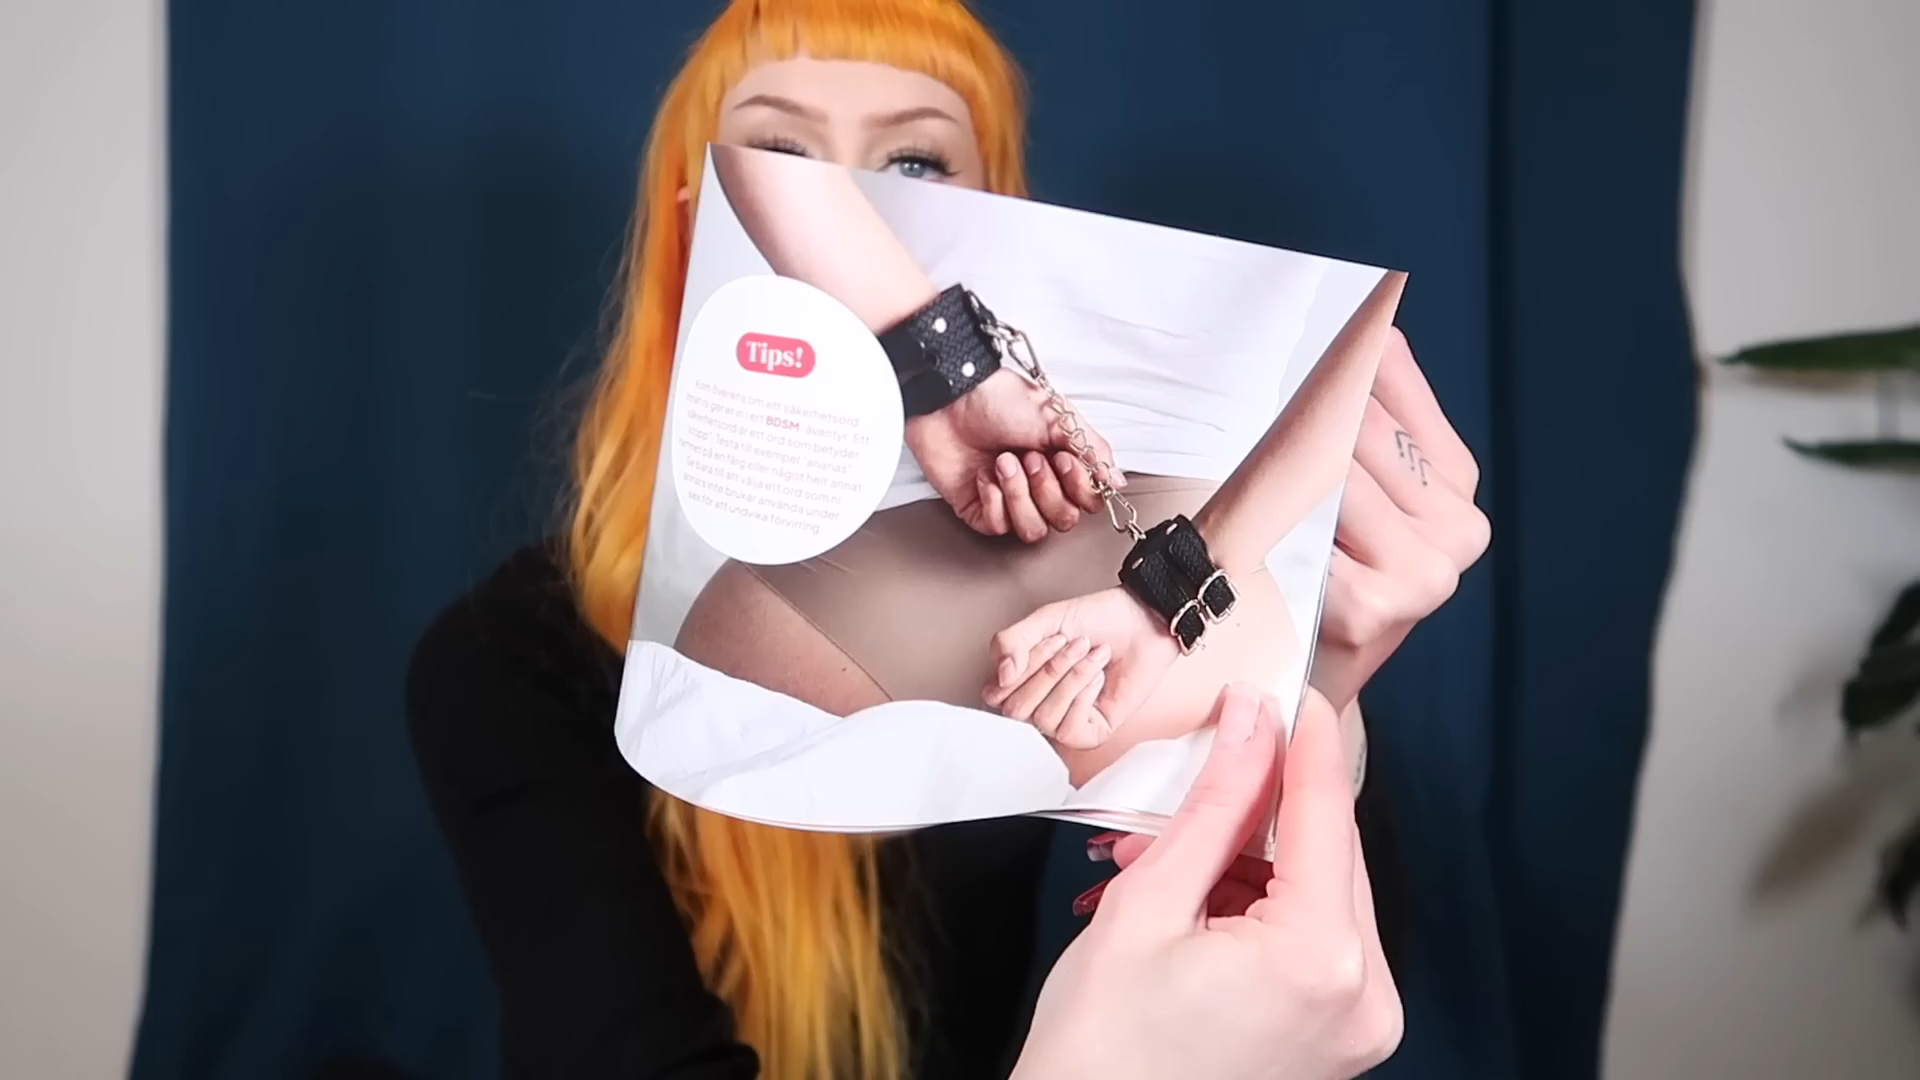 Tips!
Kom överens om ett säkerhetsord
innan ni ger er in i ert BDSM-äventyr. Ett
säkerhetsord är ett ord som betyder
"stopp". Testa till exempel "ananas",
namnet på en färg eller något helt annat.
Se bara till att välja ett ord som ni
annars inte brukar använda under
sex för att undvika förvirring.